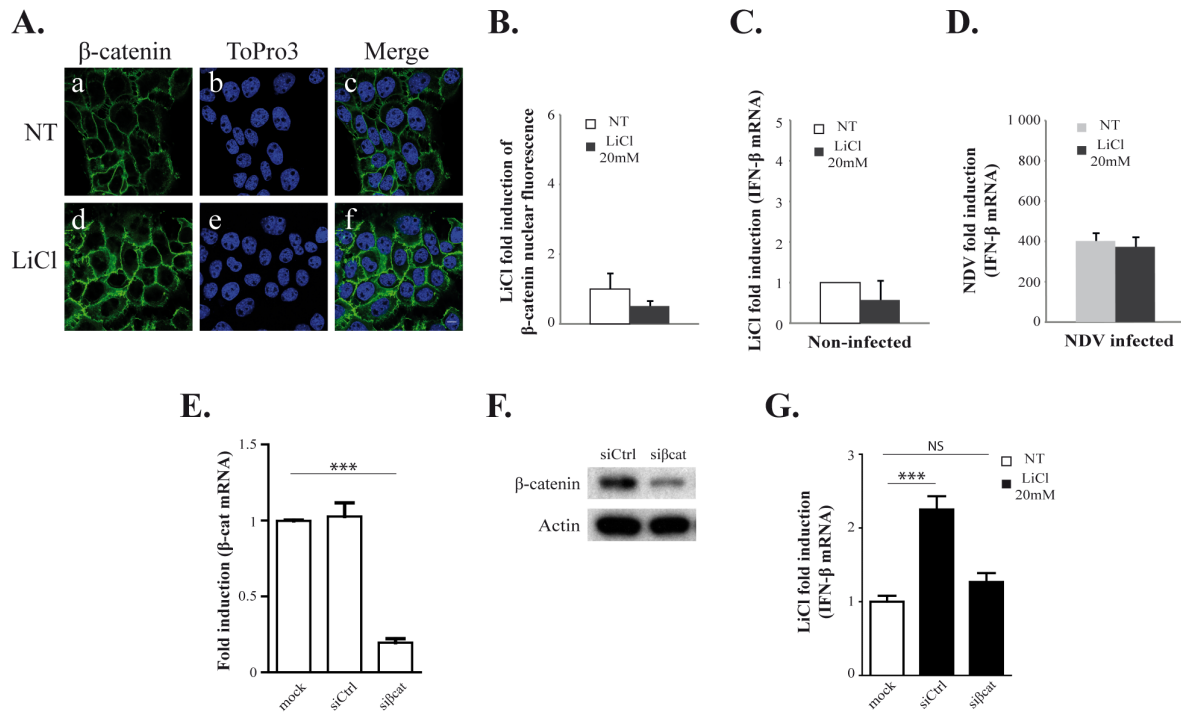 A.
β-catenin ToPro3 Merge
NT
a b c
LiCl
d e f
B.
LiCl fold induction of
β-catenin nuclear fluorescence
6
4
2
0
NT
LiCl
20mM
C.
LiCl fold induction (IFN-β mRNA)
5
4
3
2
1
0
NT
LiCl
20mM
Non-infected
D.
NDV fold induction
(IFN-β mRNA)
1 000
800
600
400
200
0
NT
LiCl
20mM
NDV infected
E.
Fold induction (β-cat mRNA)
1.5
1
0.5
0
***
mock siCtrl siβcat
F.
siCtrl siβcat
β-catenin
Actin
G.
LiCl fold induction
(IFN-β mRNA)
3
2
1
0
NS
***
NT
LiCl
20mM
mock siCtrl siβcat